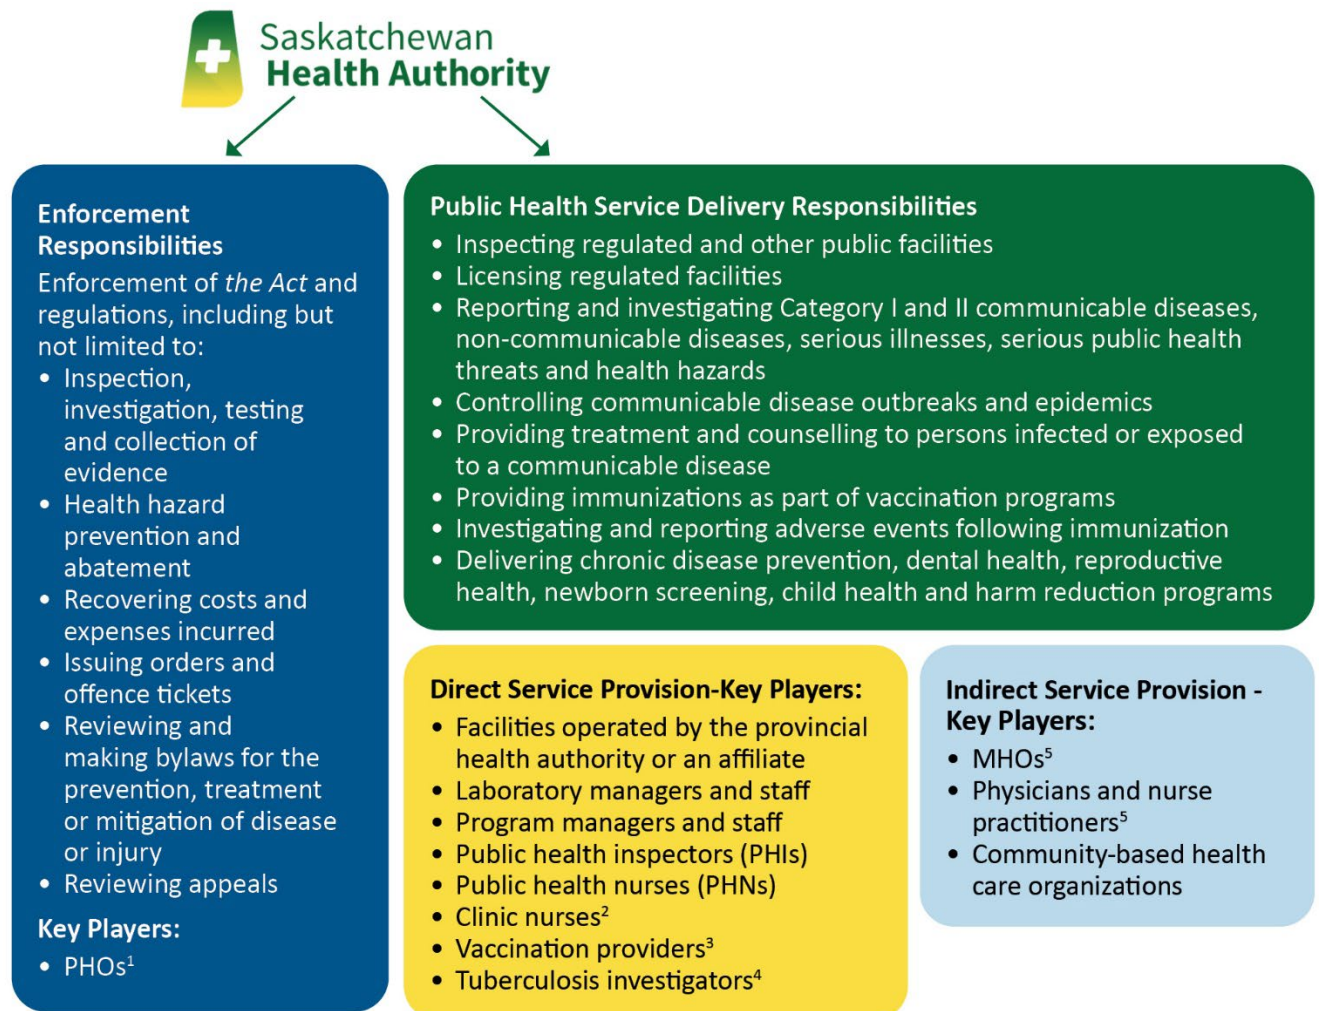 Saskatchewan
Health Authority
Enforcement
Responsibilities
Enforcement of the Act and
regulations, including but
not limited to:
• Inspection,
investigation, testing
and collection of
evidence
• Health hazard
prevention and
abatement
• Recovering costs and
expenses incurred
• Issuing orders and
offence tickets
• Reviewing and
making bylaws for the
prevention, treatment
or mitigation of disease
or injury
• Reviewing appeals
Key Players:
• PHOs¹
Public Health Service Delivery Responsibilities
• Inspecting regulated and other public facilities
• Licensing regulated facilities
• Reporting and investigating Category I and II communicable diseases,
non-communicable diseases, serious illnesses, serious public health
threats and health hazards
• Controlling communicable disease outbreaks and epidemics
• Providing treatment and counselling to persons infected or exposed
to a communicable disease
• Providing immunizations as part of vaccination programs
• Investigating and reporting adverse events following immunization
• Delivering chronic disease prevention, dental health, reproductive
health, newborn screening, child health and harm reduction programs
Direct Service Provision-Key Players:
• Facilities operated by the provincial
health authority or an affiliate
• Laboratory managers and staff
• Program managers and staff
• Public health inspectors (PHIs)
• Public health nurses (PHNs)
• Clinic nurses²
• Vaccination providers³
• Tuberculosis investigators⁴
Indirect Service Provision -
Key Players:
• MHOs⁵
• Physicians and nurse
practitioners⁵
• Community-based health
care organizations